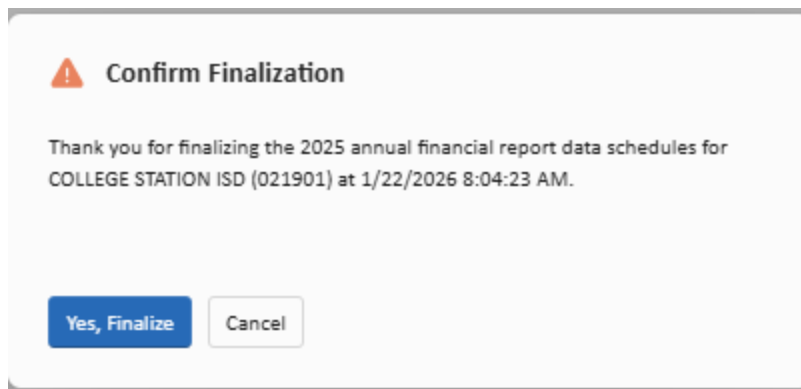 Confirm Finalization
Thank you for finalizing the 2025 annual financial report data schedules for
COLLEGE STATION ISD (021901) at 1/22/2026 8:04:23 AM.
Yes, Finalize
Cancel